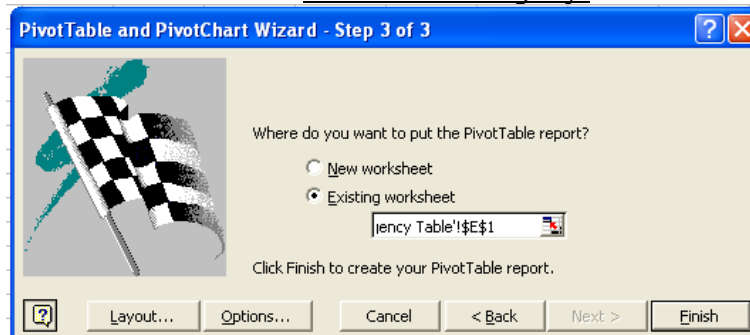 PivotTable and PivotChart Wizard - Step 3 of 3
Where do you want to put the PivotTable report?
New worksheet
Existing worksheet
Table'!$E$1
Click Finish to create your PivotTable report.
Layout... Options... Cancel < Back Next > Finish